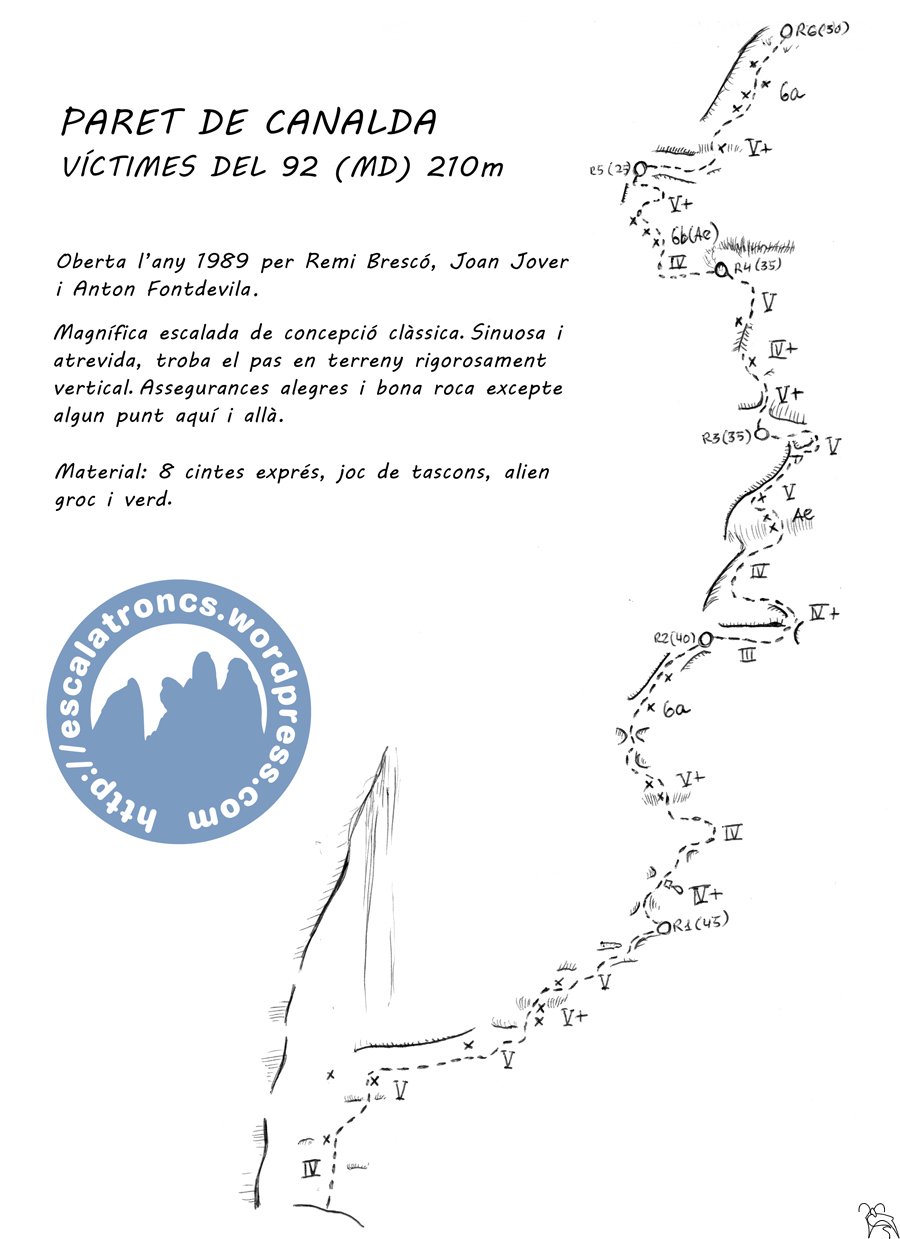 PARET DE CANALDA
VÍCTIMES DEL 92 (MD) 210m
Oberta l'any 1989 per Remi Brescó, Joan Jover
i Anton Fontdevila.
Magnífica escalada de concepció clàssica. Sinuosa i
atrevida, troba el pas en terreny rigorosament
vertical. Assegurances alegres i bona roca excepte
algun punt aquí i allà.
Material: 8 cintes exprés, joc de tascons, alien
groc i verd.
http://escalatroncs.wordpress.com
R6(30)
6a
V+
R5(25)
V+
6b(Ae)
IV
R4(35)
V
IV+
V+
R3(35)
V
V
Ae
IV
IV+
R2(40)
III
6a
V+
IV
IV+
R1(45)
V
V+
V
V
IV